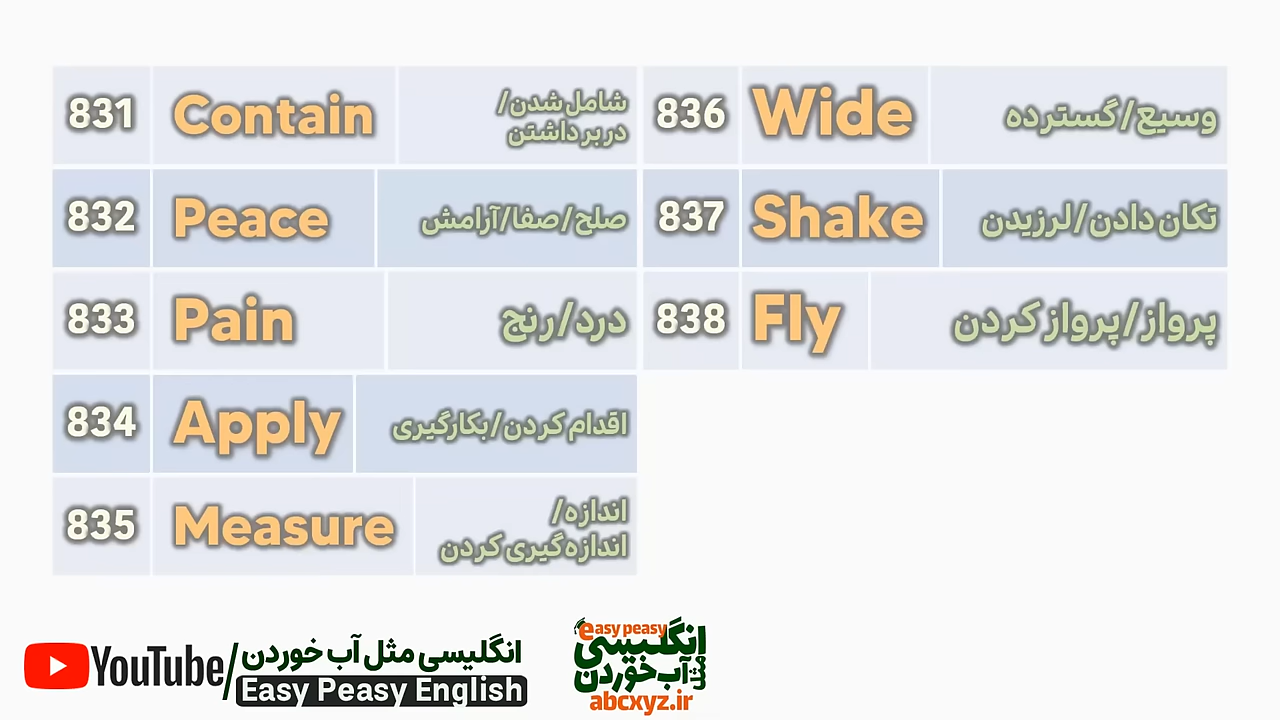 831 Contain شامل شدن/
در بر داشتن
832 Peace صلح/صفا/آرامش
833 Pain درد/رنج
834 Apply اقدام کردن/بکارگیری
835 Measure اندازه/
اندازه‌گیری کردن
836 Wide وسیع/گسترده
837 Shake تکان دادن/لرزیدن
838 Fly پرواز/پرواز کردن
YouTube/انگلیسی مثل آب خوردن
Easy Peasy English
easy peasy
انگلیسی
مثل آب خوردن
abcxyz.ir